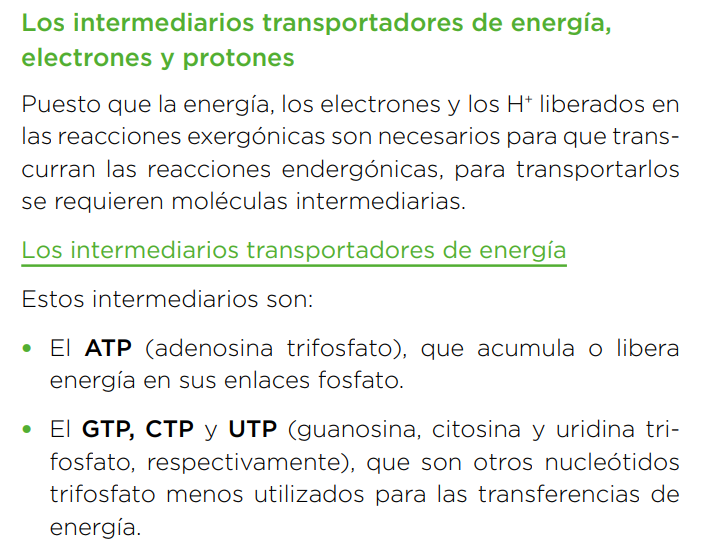 Los intermediarios transportadores de energía,
electrones y protones
Puesto que la energía, los electrones y los H⁺ liberados en
las reacciones exergónicas son necesarios para que trans-
curran las reacciones endergónicas, para transportarlos
se requieren moléculas intermediarias.
Los intermediarios transportadores de energía
Estos intermediarios son:
• El ATP (adenosina trifosfato), que acumula o libera
energía en sus enlaces fosfato.
• El GTP, CTP y UTP (guanosina, citosina y uridina tri-
fosfato, respectivamente), que son otros nucleótidos
trifosfato menos utilizados para las transferencias de
energía.